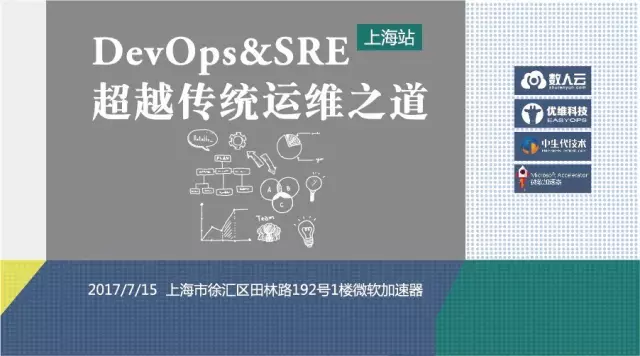 DevOps&SRE
上海站
超越传统运维之道
PLAN
A
B
C
Team
数人云
shurenyun.com
优维科技
EASYOPS
中生代技术
Microsoft Accelerator
微软加速器
2017/7/15 上海市徐汇区田林路192号1楼微软加速器